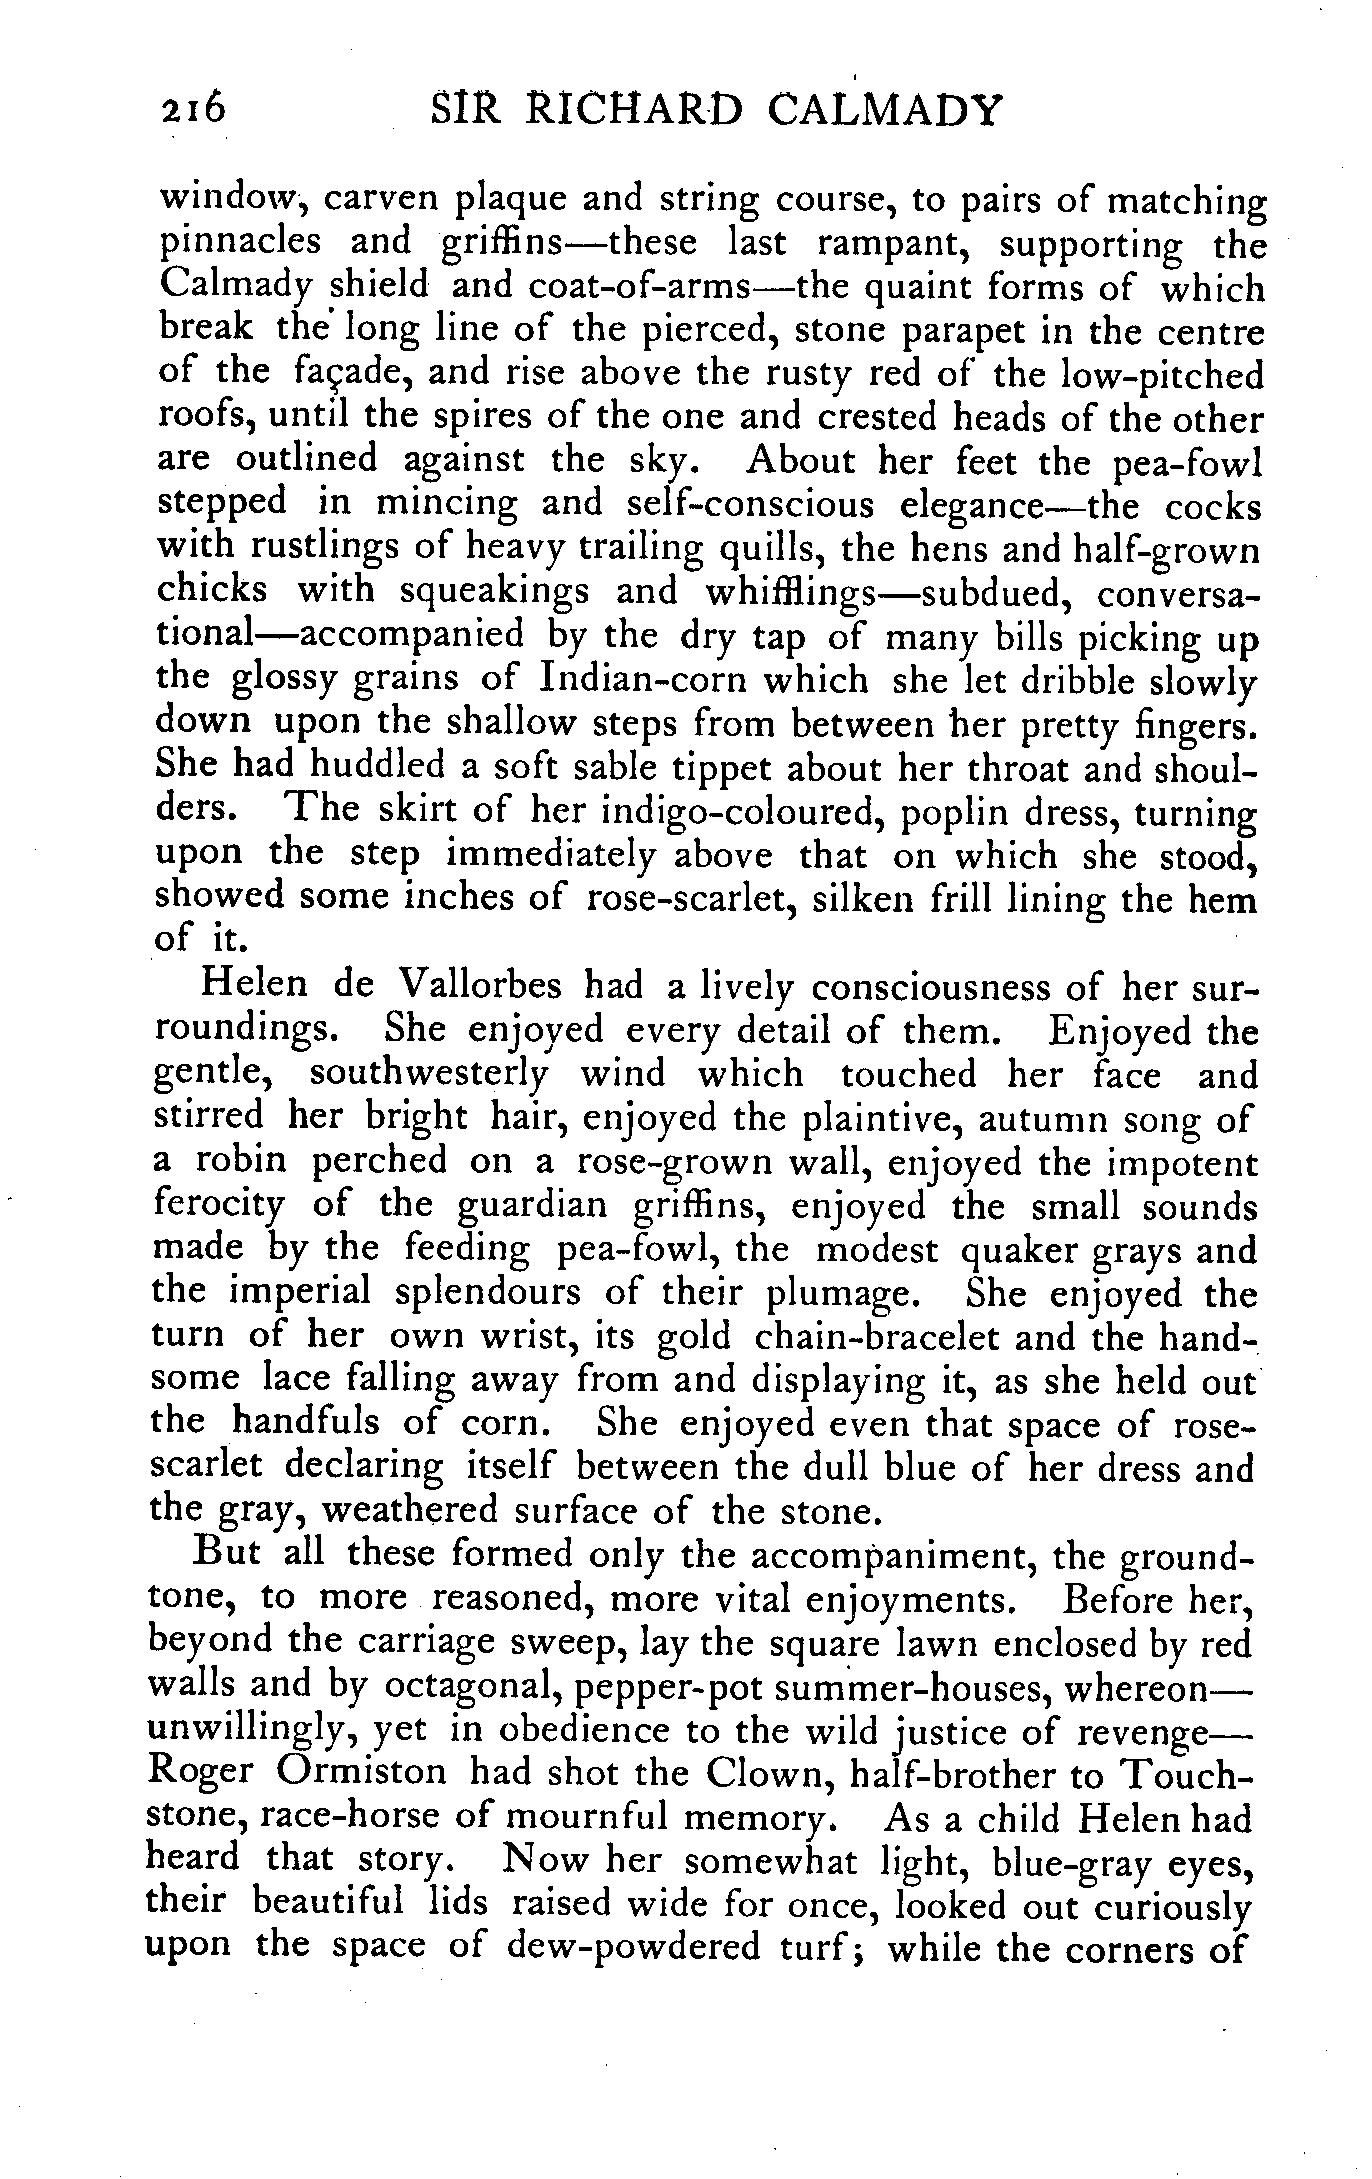 216 SIR RICHARD CALMADY
window, carven plaque and string course, to pairs of matching
pinnacles and griffins—these last rampant, supporting the
Calmady shield and coat-of-arms—the quaint forms of which
break the long line of the pierced, stone parapet in the centre
of the façade, and rise above the rusty red of the low-pitched
roofs, until the spires of the one and crested heads of the other
are outlined against the sky. About her feet the pea-fowl
stepped in mincing and self-conscious elegance—the cocks
with rustlings of heavy trailing quills, the hens and half-grown
chicks with squeakings and whifflings—subdued, conversa-
tional—accompanied by the dry tap of many bills picking up
the glossy grains of Indian-corn which she let dribble slowly
down upon the shallow steps from between her pretty fingers.
She had huddled a soft sable tippet about her throat and shoul-
ders. The skirt of her indigo-coloured, poplin dress, turning
upon the step immediately above that on which she stood,
showed some inches of rose-scarlet, silken frill lining the hem
of it.
Helen de Vallorbes had a lively consciousness of her sur-
roundings. She enjoyed every detail of them. Enjoyed the
gentle, southwesterly wind which touched her face and
stirred her bright hair, enjoyed the plaintive, autumn song of
a robin perched on a rose-grown wall, enjoyed the impotent
ferocity of the guardian griffins, enjoyed the small sounds
made by the feeding pea-fowl, the modest quaker grays and
the imperial splendours of their plumage. She enjoyed the
turn of her own wrist, its gold chain-bracelet and the hand-
some lace falling away from and displaying it, as she held out
the handfuls of corn. She enjoyed even that space of rose-
scarlet declaring itself between the dull blue of her dress and
the gray, weathered surface of the stone.
But all these formed only the accompaniment, the ground-
tone, to more reasoned, more vital enjoyments. Before her,
beyond the carriage sweep, lay the square lawn enclosed by red
walls and by octagonal, pepper-pot summer-houses, whereon—
unwillingly, yet in obedience to the wild justice of revenge—
Roger Ormiston had shot the Clown, half-brother to Touch-
stone, race-horse of mournful memory. As a child Helen had
heard that story. Now her somewhat light, blue-gray eyes,
their beautiful lids raised wide for once, looked out curiously
upon the space of dew-powdered turf; while the corners of